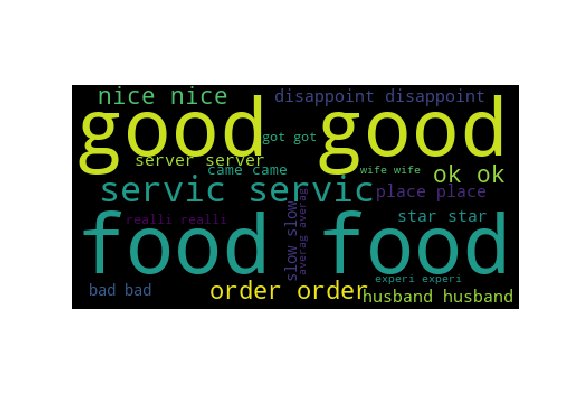 nice nice
disappoint disappoint
good good
got got
server server
came came
wife wife
ok ok
servic servic
place place
realli realli
slow slow
averag averag
star star
food food
experi experi
bad bad
order order
husband husband